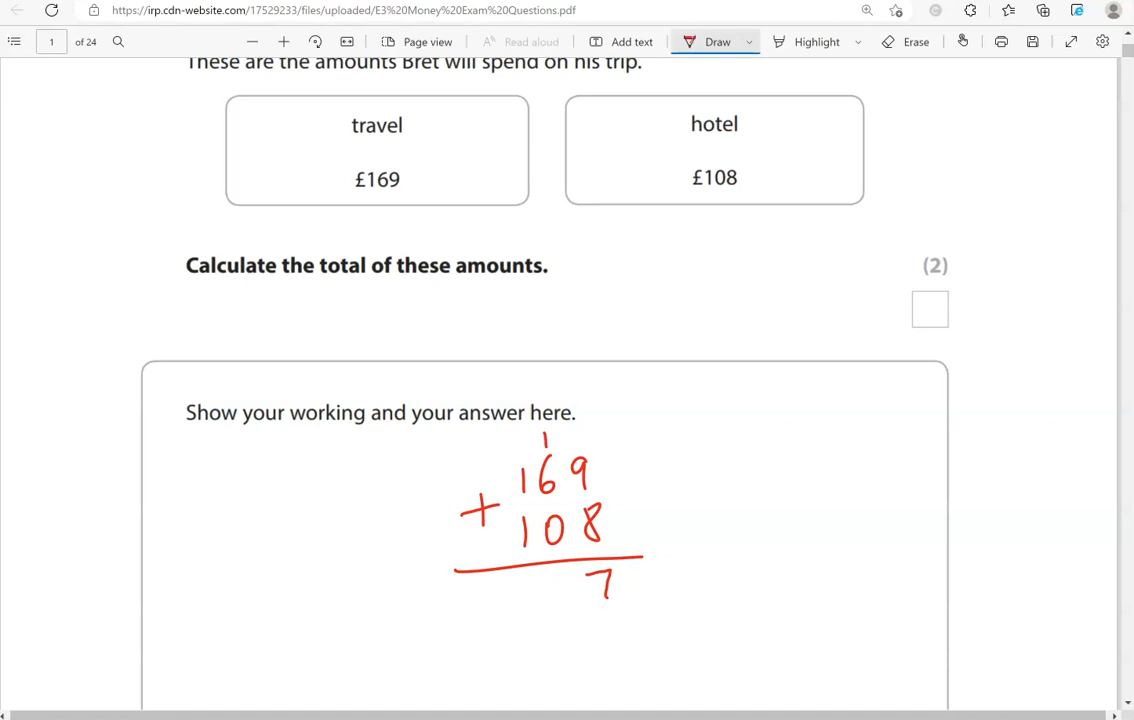 https://irp.cdn-website.com/17529233/files/uploaded/E3%20Money%20Exam%20Questions.pdf
1 of 24 Page view Read aloud Add text Draw Highlight Erase
These are the amounts Bret will spend on his trip.
travel hotel
£169 £108
Calculate the total of these amounts. (2)
Show your working and your answer here.
1
169
+
108
7